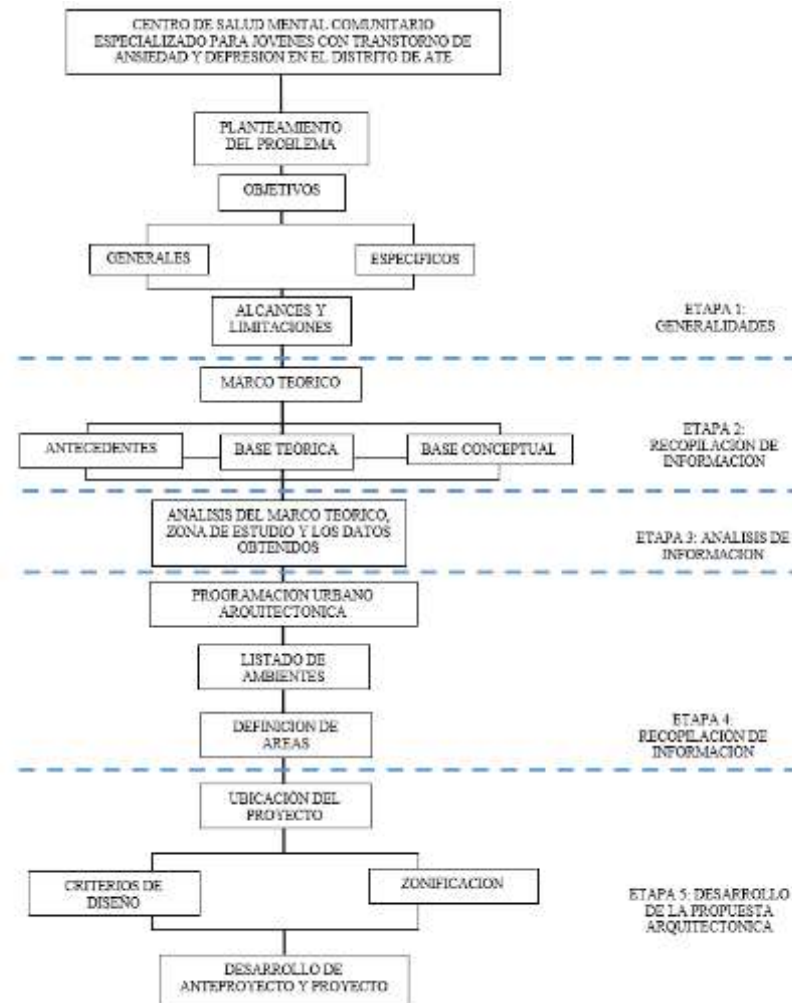 CENTRO DE SALUD MENTAL COMUNITARIO
ESPECIALIZADO PARA JOVENES CON TRANSTORNO DE
ANSIEDAD Y DEPRESION EN EL DISTRITO DE ATE
PLANTEAMIENTO
DEL PROBLEMA
OBJETIVOS
GENERALES
ESPECIFICOS
ALCANCES Y
LIMITACIONES
ETAPA 1:
GENERALIDADES
MARCO TEORICO
ANTECEDENTES
BASE TEÓRICA
BASE CONCEPTUAL
ETAPA 2:
RECOPILACIÓN DE
INFORMACION
ANALISIS DEL MARCO TEORICO,
ZONA DE ESTUDIO Y LOS DATOS
OBTENIDOS
ETAPA 3: ANALISIS DE
INFORMACION
PROGRAMACION URBANO
ARQUITECTONICA
LISTADO DE
AMBIENTES
DEFINICION DE
AREAS
ETAPA 4:
RECOPILACION DE
INFORMACION
UBICACIÓN DEL
PROYECTO
CRITERIOS DE
DISEÑO
ZONIFICACION
ETAPA 5: DESARROLLO
DE LA PROPUESTA
ARQUITECTONICA
DESARROLLO DE
ANTEPROYECTO Y PROYECTO